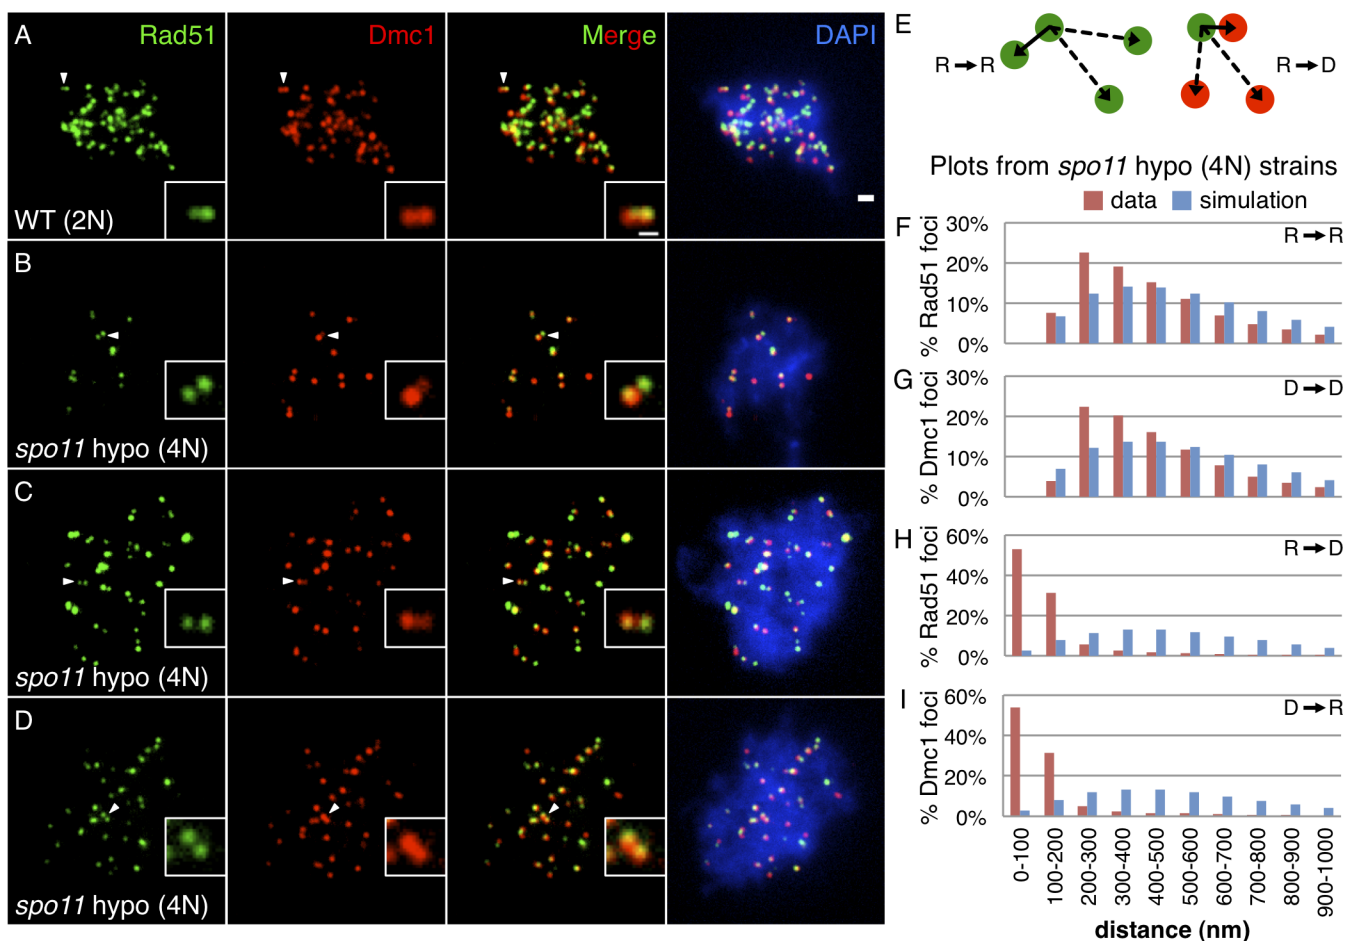 A
Rad51
Dmc1
Merge
DAPI
WT (2N)
B
spo11 hypo (4N)
C
spo11 hypo (4N)
D
spo11 hypo (4N)
E
R → R
R → D
Plots from spo11 hypo (4N) strains
data
simulation
F
R → R
% Rad51 foci
30%
20%
10%
0%
G
D → D
% Dmc1 foci
30%
20%
10%
0%
H
R → D
% Rad51 foci
60%
40%
20%
0%
I
D → R
% Dmc1 foci
60%
40%
20%
0%
0-100
100-200
200-300
300-400
400-500
500-600
600-700
700-800
800-900
900-1000
distance (nm)